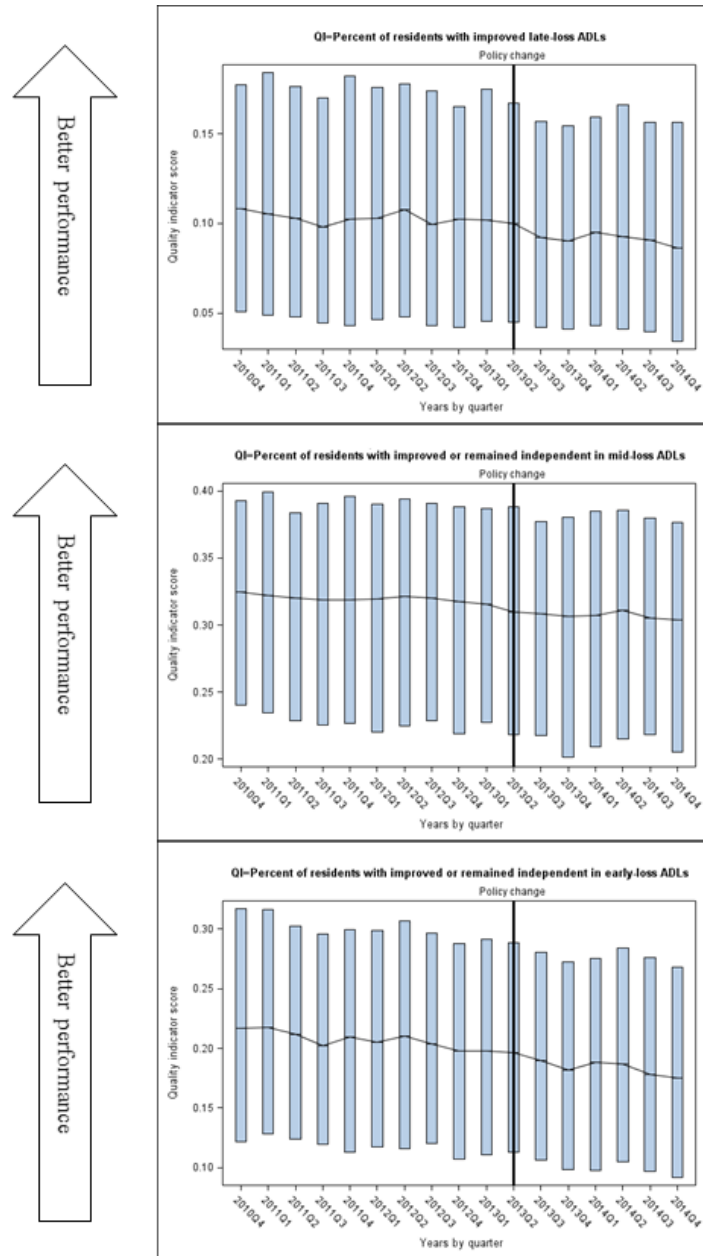 Better performance
QI=Percent of residents with improved late-loss ADLs
Policy change
Quality indicator score
0.15
0.10
0.05
2010Q4
2011Q1
2011Q2
2011Q3
2011Q4
2012Q1
2012Q2
2012Q3
2012Q4
2013Q1
2013Q2
2013Q3
2013Q4
2014Q1
2014Q2
2014Q3
2014Q4
Years by quarter
Better performance
QI=Percent of residents with improved or remained independent in mid-loss ADLs
Policy change
Quality indicator score
0.40
0.35
0.30
0.25
0.20
2010Q4
2011Q1
2011Q2
2011Q3
2011Q4
2012Q1
2012Q2
2012Q3
2012Q4
2013Q1
2013Q2
2013Q3
2013Q4
2014Q1
2014Q2
2014Q3
2014Q4
Years by quarter
Better performance
QI=Percent of residents with improved or remained independent in early-loss ADLs
Policy change
Quality indicator score
0.30
0.25
0.20
0.15
0.10
2010Q4
2011Q1
2011Q2
2011Q3
2011Q4
2012Q1
2012Q2
2012Q3
2012Q4
2013Q1
2013Q2
2013Q3
2013Q4
2014Q1
2014Q2
2014Q3
2014Q4
Years by quarter